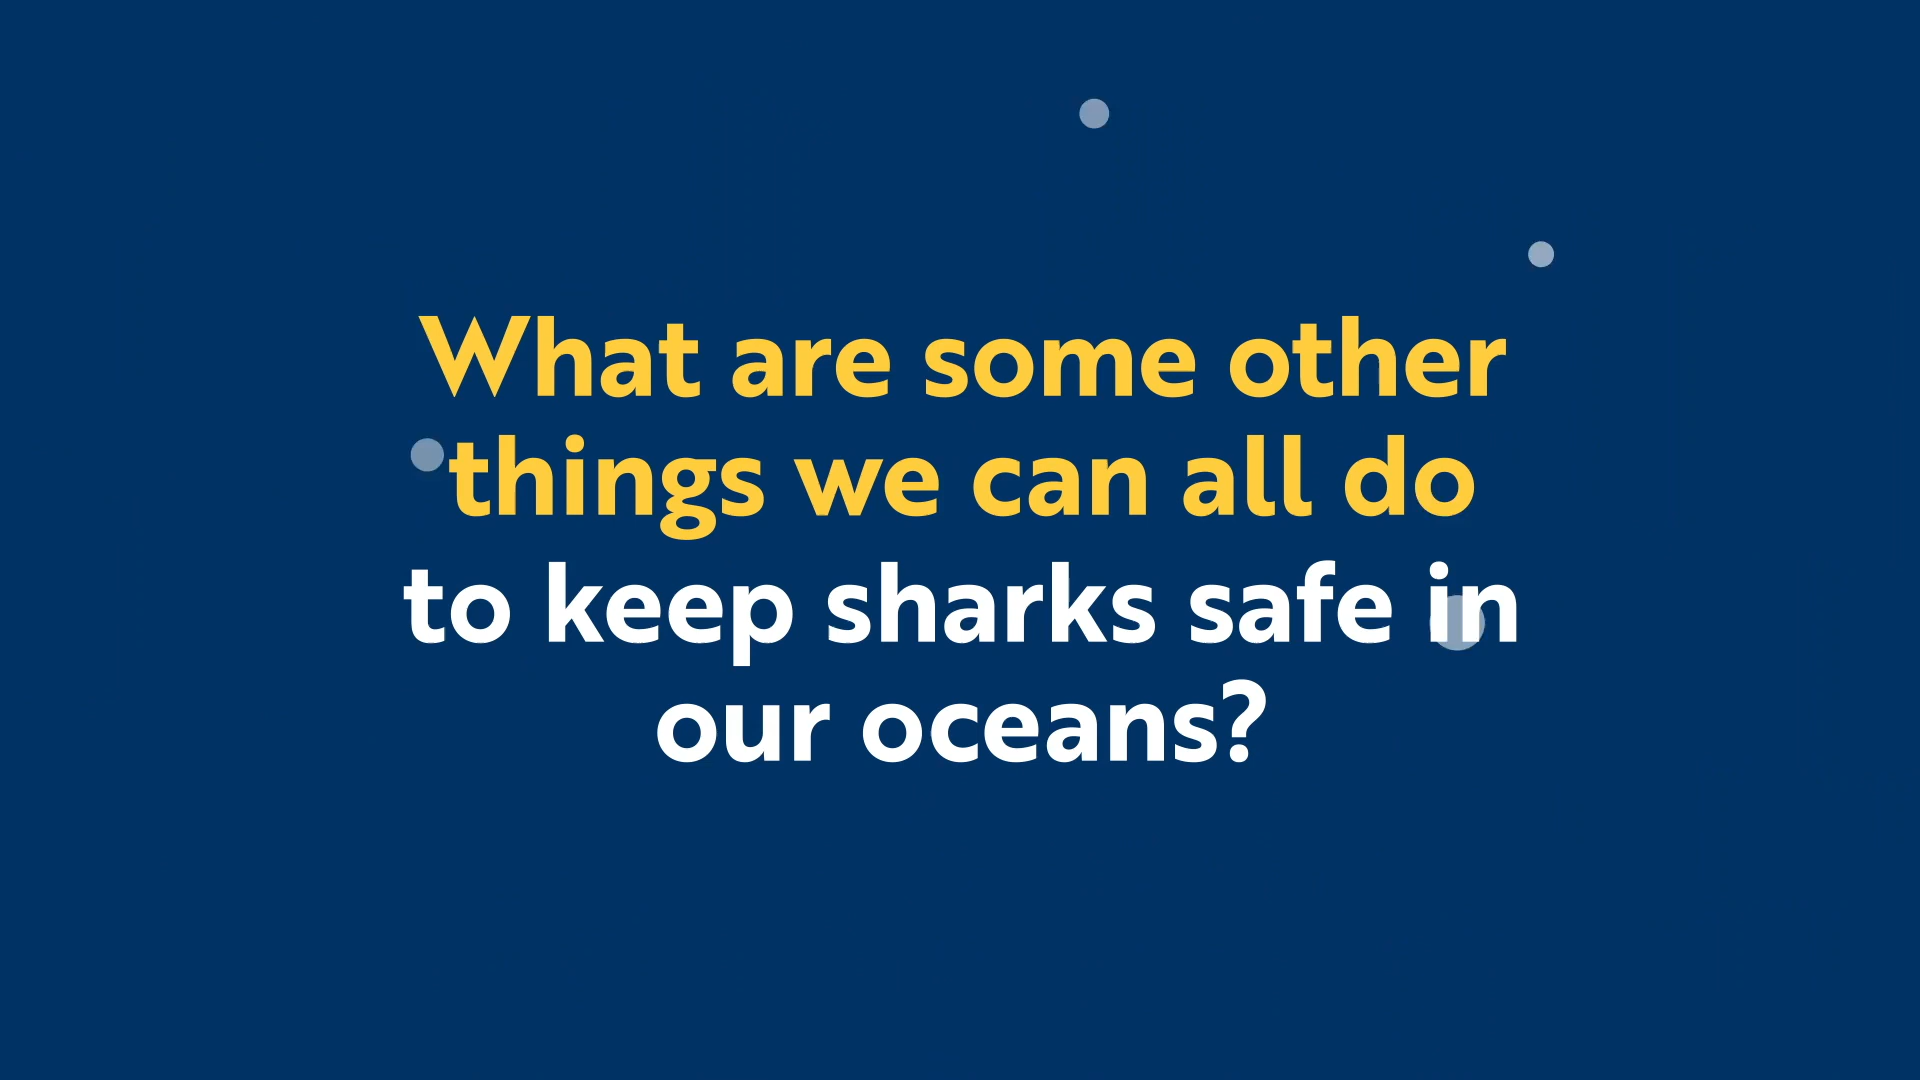 What are some other
things we can all do
to keep sharks safe in
our oceans?